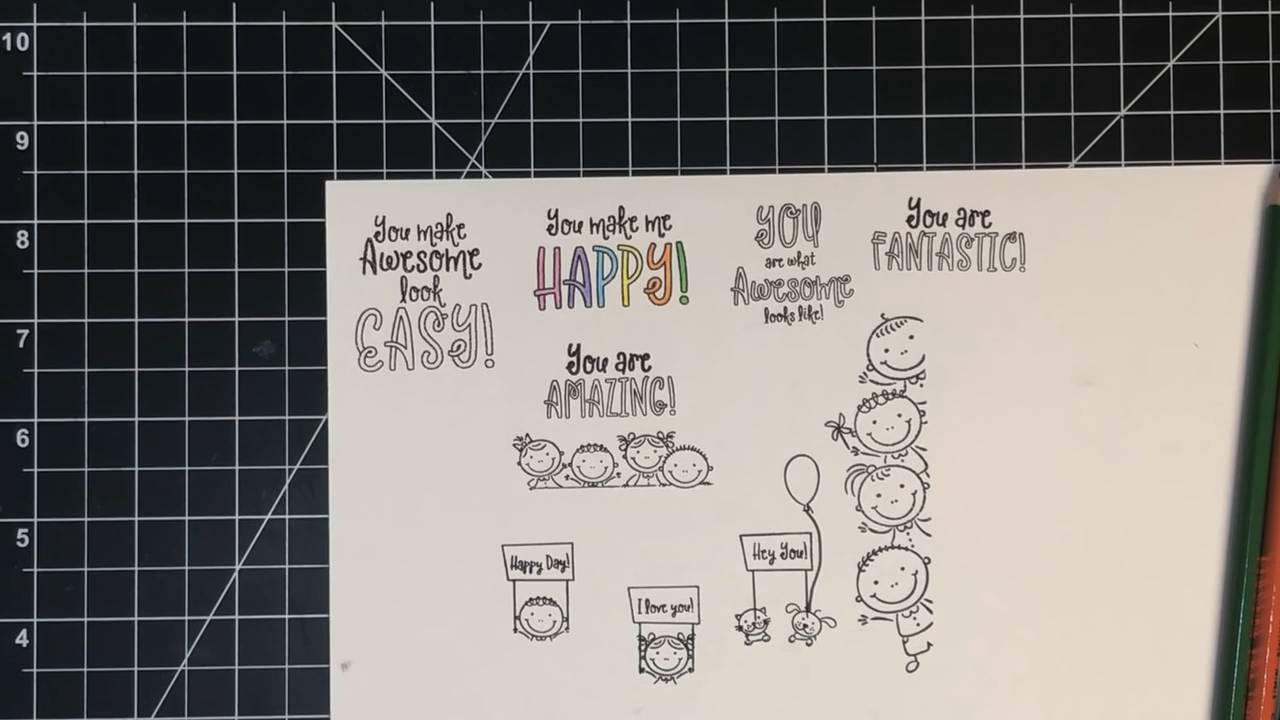 10
9
8
7
6
5
4
You make
Awesome
look
EASY!
You make me
HAPPY!
YOU
are what
Awesome
looks like!
You are
FANTASTIC!
You are
AMAZING!
Happy Day!
I love you!
Hey You!